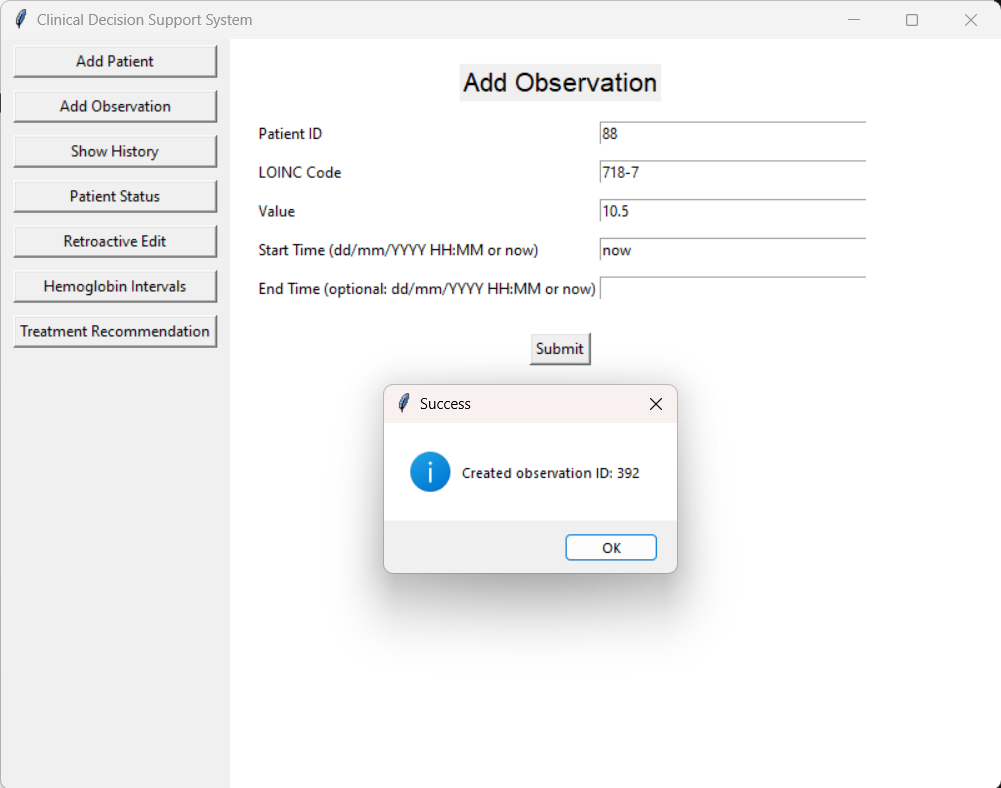 Clinical Decision Support System
Add Patient
Add Observation
Show History
Patient Status
Retroactive Edit
Hemoglobin Intervals
Treatment Recommendation
Add Observation
Patient ID 88
LOINC Code 718-7
Value 10.5
Start Time (dd/mm/YYYY HH:MM or now) now
End Time (optional: dd/mm/YYYY HH:MM or now)
Submit
Success
Created observation ID: 392
OK